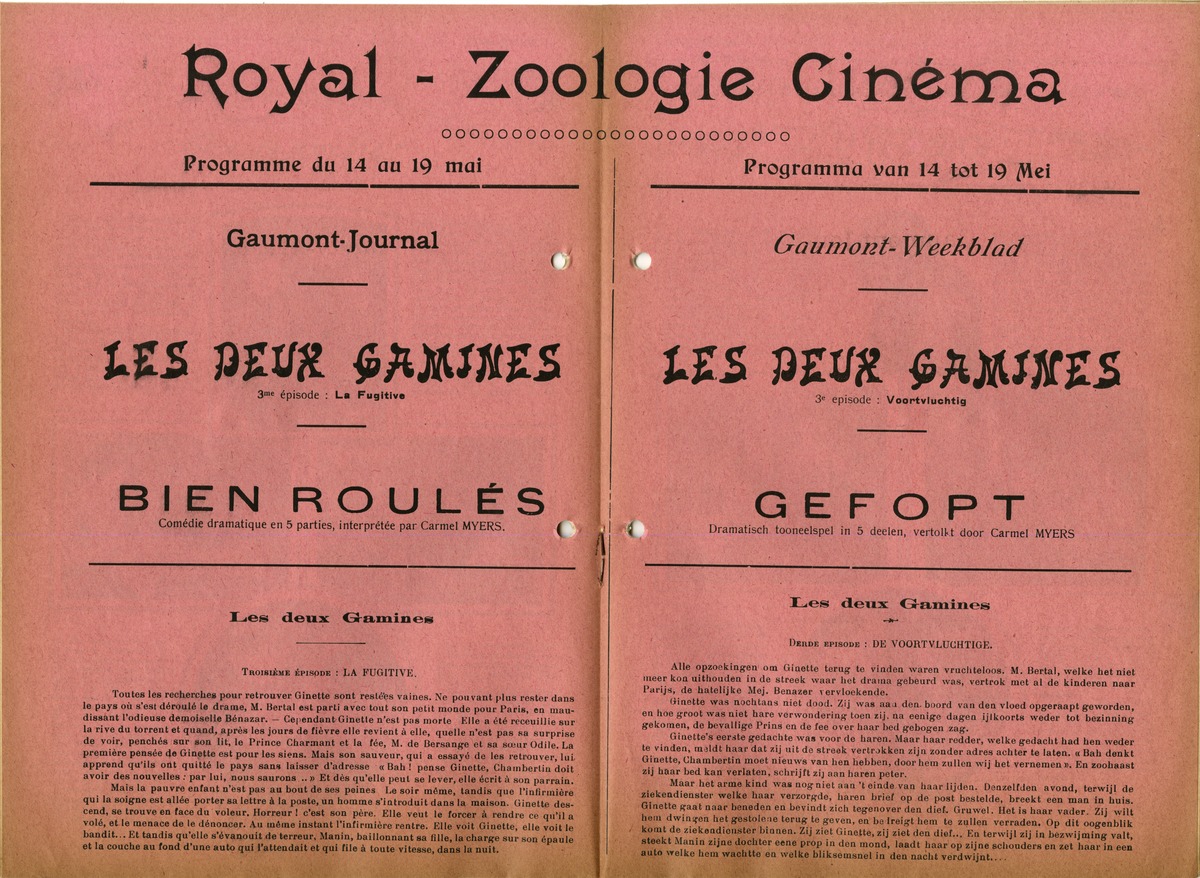 Royal - Zoologie Cinéma
Programme du 14 au 19 mai
Gaumont-Journal
LES DEUX GAMINES
3me épisode : La Fugitive
BIEN ROULÉS
Comédie dramatique en 5 parties, interprétée par Carmel MYERS.
Les deux Gamines
Troisième épisode : LA FUGITIVE.
Toutes les recherches pour retrouver Ginette sont restées vaines. Ne pouvant plus rester dans
le pays où s'est déroulé le drame, M. Bertal est parti avec tout son petit monde pour Paris, en mau-
dissant l'odieuse demoiselle Bénazar. — Cependant Ginette n'est pas morte Elle a été receuillie sur
la rive du torrent et quand, après les jours de fièvre elle revient à elle, quelle n'est pas sa surprise
de voir, penchés sur son lit, le Prince Charmant et la fée, M. de Bersange et sa sœur Odile. La
première pensée de Ginette est pour les siens. Mais son sauveur, qui a essayé de les retrouver, lui
apprend qu'ils ont quitté le pays sans laisser d'adresse « Bah ! pense Ginette, Chambertin doit
avoir des nouvelles : par lui, nous saurons .. » Et dés qu'elle peut se lever, elle écrit à son parrain.
Mais la pauvre enfant n'est pas au bout de ses peines Le soir même, tandis que l'infirmière
qui la soigne est allée porter sa lettre à la poste, un homme s'introduit dans la maison. Ginette des-
cend, se trouve en face du voleur, Horreur ! c'est son père. Elle veut le forcer à rendre ce qu'il a
volé, et le menace de le dénoncer. Au même instant l'infirmière rentre. Elle voit Ginette, elle voit le
bandit... Et tandis qu'elle s'évanouit de terreur, Manin, baillonnant sa fille, la charge sur son épaule
et la couche au fond d'une auto qui l'attendait et qui file à toute vitesse, dans la nuit.
Programma van 14 tot 19 Mei
Gaumont-Weekblad
LES DEUX GAMINES
3e episode : Voortvluchtig
GEFOPT
Dramatisch tooneelspel in 5 deelen, vertolkt door Carmel MYERS
Les deux Gamines
Derde episode : DE VOORTVLUCHTIGE.
Alle opzoekingen om Ginette terug te vinden waren vruchteloos. M. Bertal, welke het niet
meer kon uithouden in de streek waar het drama gebeurd was, vertrok met al de kinderen naar
Parijs, de hatelijke Mej. Benazer vervloekende.
Ginette was nochtans niet dood. Zij was aan den boord van den vloed opgeraapt geworden,
en hoe groot was niet hare verwondering toen zij, na eenige dagen ijlkoorts weder tot bezinning
gekomen, de bevallige Prins en de fee over haar bed gebogen zag.
Ginette's eerste gedachte was voor de haren. Maar haar redder, welke gedacht had hen weder
te vinden, meldt haar dat zij uit de streek vertrokken zijn zonder adres achter te laten. « Bah denkt
Ginette, Chambertin moet nieuws van hen hebben, door hem zullen wij het vernemen ». En zoohaast
zij haar bed kan verlaten, schrijft zij aan haren peter.
Maar het arme kind was nog niet aan 't einde van haar lijden. Denzelfden avond, terwijl de
ziekendienster welke haar verzorgde, haren brief op de post bestelde, breekt een man in huis.
Ginette gaat naar beneden en bevindt zich tegenover den dief. Gruwel. Het is haar vader. Zij wilt
hem dwingen het gestolene terug te geven, en bedreigt hem te zullen verraden. Op dit oogenblik
komt de ziekendienster binnen. Zij ziet Ginette, zij ziet den dief... En terwijl zij in bezwijming valt,
steekt Manin zijne dochter eene prop in den mond, laadt haar op zijne schouders en zet haar in een
auto welke hem wachtte en welke bliksemsnel in den nacht verdwijnt....